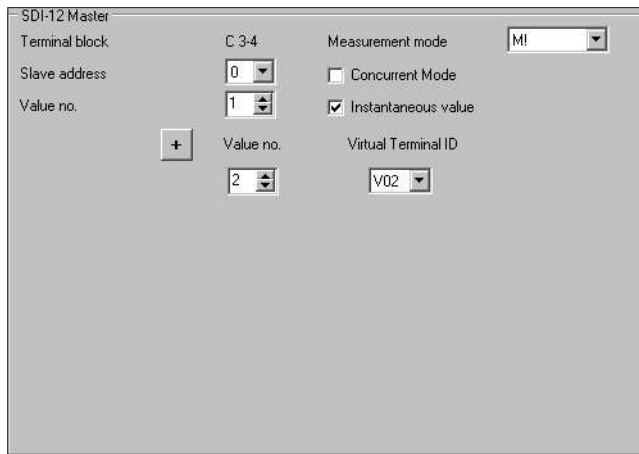 SDI-12 Master
Terminal block C 3-4 Measurement mode M!
Slave address 0 Concurrent Mode
Value no. 1 Instantaneous value
+ Value no. Virtual Terminal ID
2 V02